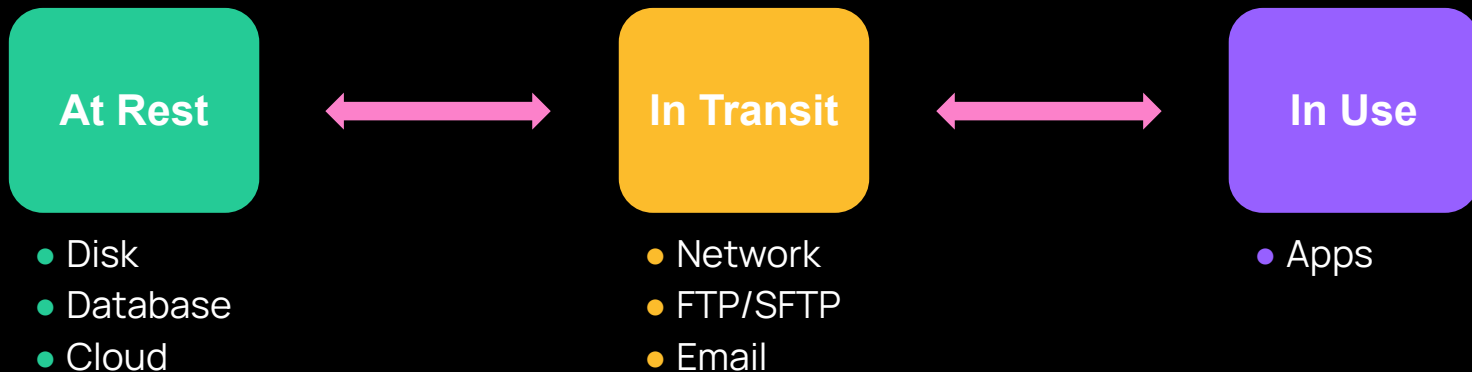 At Rest
In Transit
In Use
Disk
Database
Cloud
Network
FTP/SFTP
Email
Apps